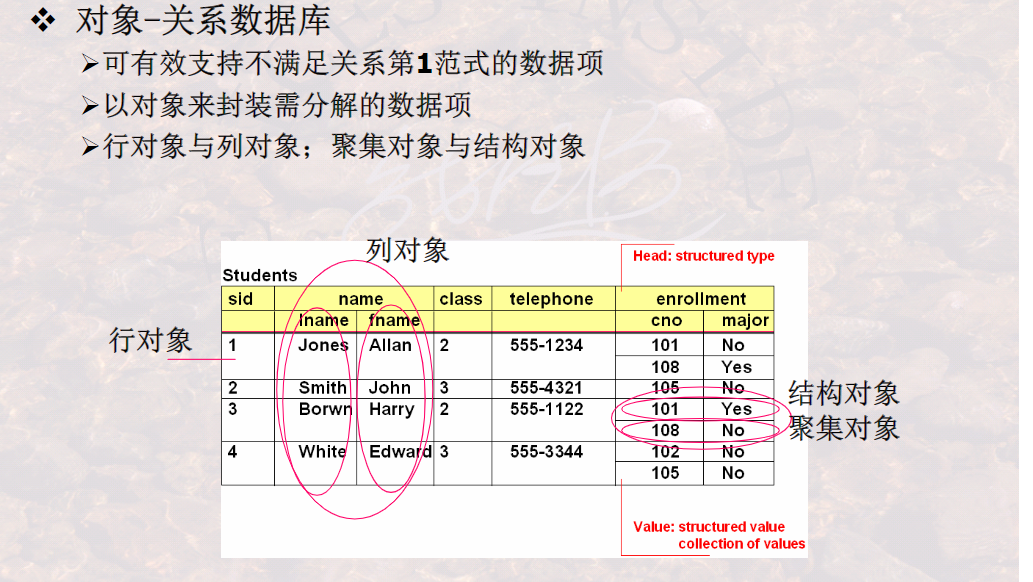 ❖ 对象-关系数据库
➢可有效支持不满足关系第1范式的数据项
➢以对象来封装需分解的数据项
➢行对象与列对象；聚集对象与结构对象
列对象
Head: structured type
Students
sid name class telephone enrollment
lname fname cno major
行对象
1 Jones Allan 2 555-1234 101 No
108 Yes
2 Smith John 3 555-4321 105 No
结构对象
3 Borwn Harry 2 555-1122 101 Yes
聚集对象
108 No
4 White Edward 3 555-3344 102 No
105 No
Value: structured value
collection of values